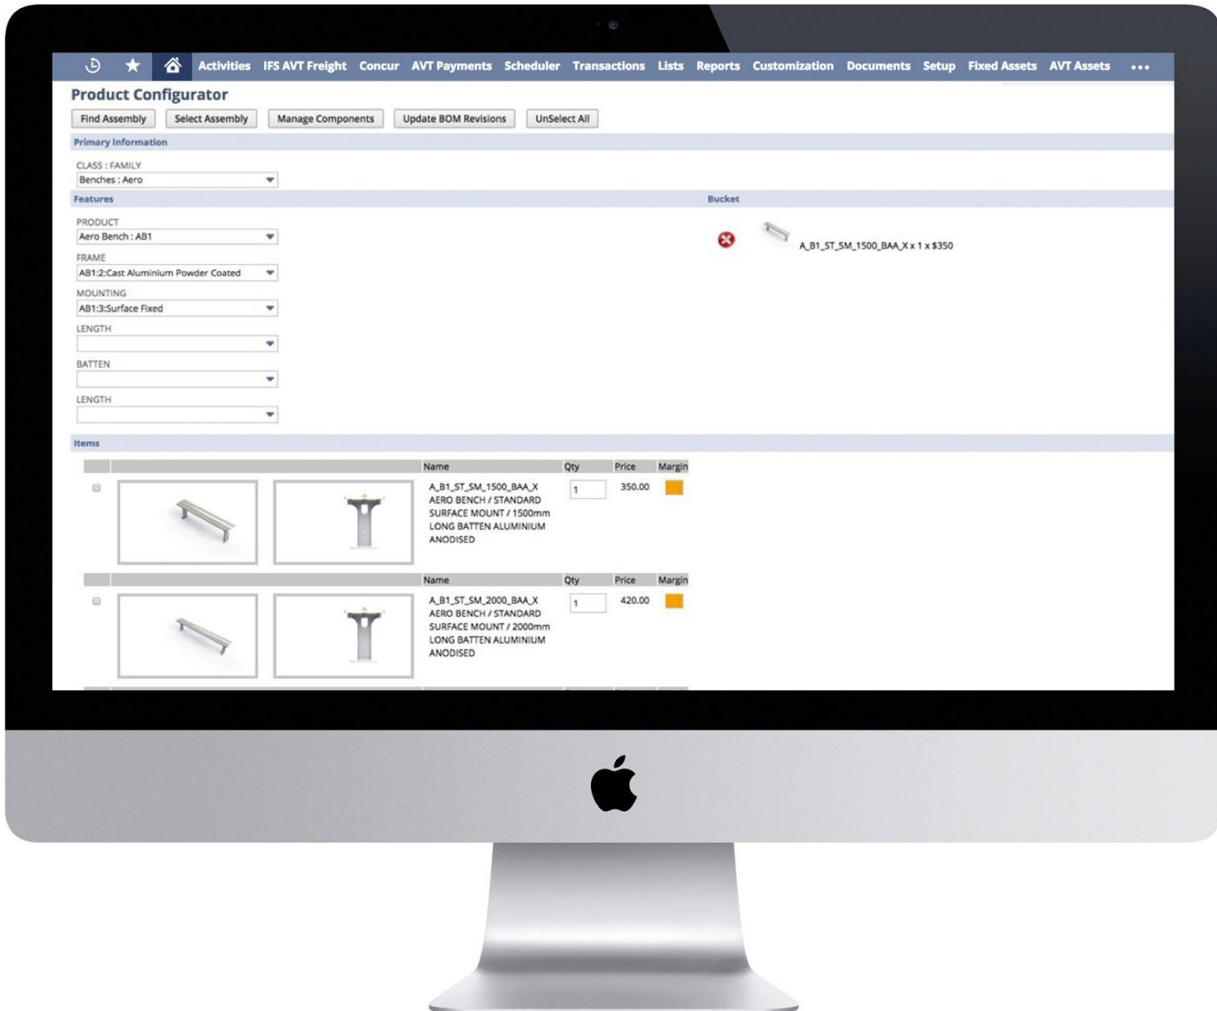 Activities IFS AVT Freight Concur AVT Payments Scheduler Transactions Lists Reports Customization Documents Setup Fixed Assets AVT Assets
Product Configurator
Find Assembly Select Assembly Manage Components Update BOM Revisions UnSelect All
Primary Information
CLASS : FAMILY
Benches : Aero
Features Bucket
PRODUCT
Aero Bench : AB1
A_B1_ST_SM_1500_BAA_X x 1 x $350
FRAME
AB1:2:Cast Aluminium Powder Coated
MOUNTING
AB1:3:Surface Fixed
LENGTH
BATTEN
LENGTH
Items
Name Qty Price Margin
A_B1_ST_SM_1500_BAA_X 1 350.00
AERO BENCH / STANDARD
SURFACE MOUNT / 1500mm
LONG BATTEN ALUMINIUM
ANODISED
Name Qty Price Margin
A_B1_ST_SM_2000_BAA_X 1 420.00
AERO BENCH / STANDARD
SURFACE MOUNT / 2000mm
LONG BATTEN ALUMINIUM
ANODISED